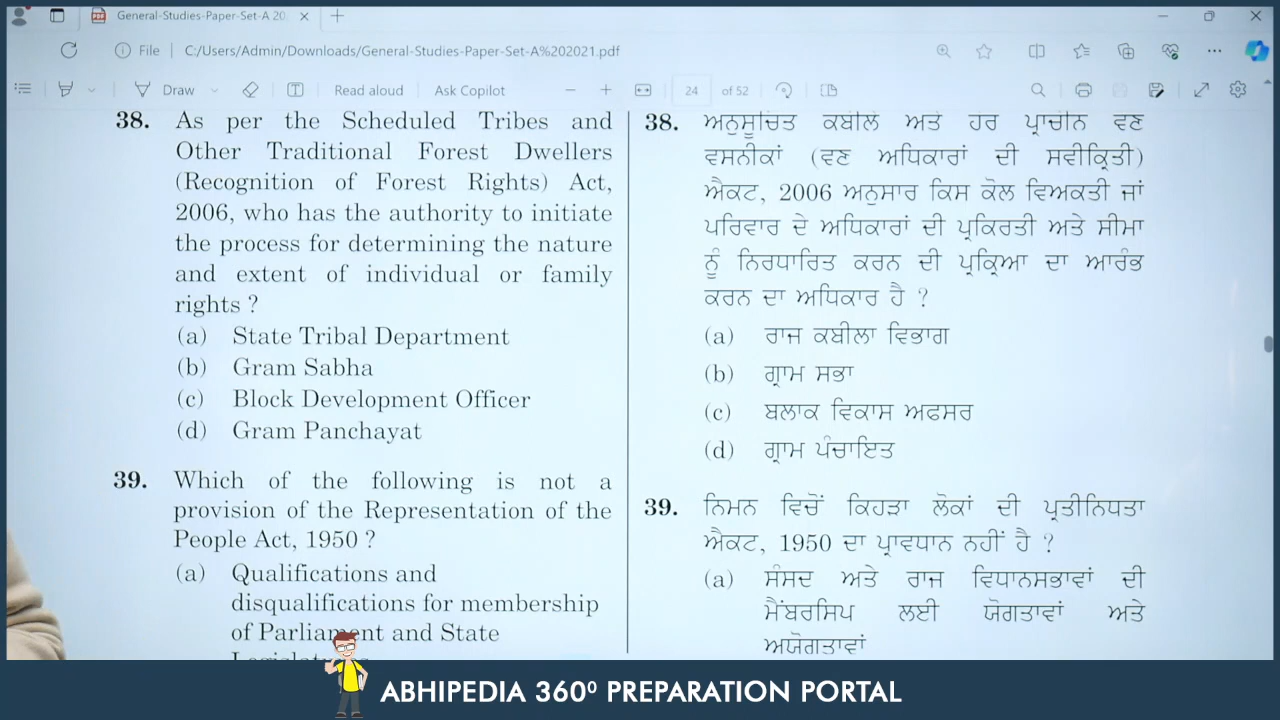 General-Studies-Paper-Set-A 20
File
C:/Users/Admin/Downloads/General-Studies-Paper-Set-A%202021.pdf
Draw
Read aloud
Ask Copilot
24
of 52
38. As per the Scheduled Tribes and
Other Traditional Forest Dwellers
(Recognition of Forest Rights) Act,
2006, who has the authority to initiate
the process for determining the nature
and extent of individual or family
rights ?
(a) State Tribal Department
(b) Gram Sabha
(c) Block Development Officer
(d) Gram Panchayat
39. Which of the following is not a
provision of the Representation of the
People Act, 1950 ?
(a) Qualifications and
disqualifications for membership
of Parliament and State
38. ਅਨੁਸੂਚਿਤ ਕਬੀਲੇ ਅਤੇ ਹੋਰ ਪ੍ਰਾਚੀਨ ਵਣ
ਵਸਨੀਕਾਂ (ਵਣ ਅਧਿਕਾਰਾਂ ਦੀ ਸਵੀਕ੍ਰਿਤੀ)
ਐਕਟ, 2006 ਅਨੁਸਾਰ ਕਿਸ ਕੋਲ ਵਿਅਕਤੀ ਜਾਂ
ਪਰਿਵਾਰ ਦੇ ਅਧਿਕਾਰਾਂ ਦੀ ਪ੍ਰਕਿਰਤੀ ਅਤੇ ਸੀਮਾ
ਨੂੰ ਨਿਰਧਾਰਿਤ ਕਰਨ ਦੀ ਪ੍ਰਕ੍ਰਿਆ ਦਾ ਆਰੰਭ
ਕਰਨ ਦਾ ਅਧਿਕਾਰ ਹੈ ?
(a) ਰਾਜ ਕਬੀਲਾ ਵਿਭਾਗ
(b) ਗ੍ਰਾਮ ਸਭਾ
(c) ਬਲਾਕ ਵਿਕਾਸ ਅਫਸਰ
(d) ਗ੍ਰਾਮ ਪੰਚਾਇਤ
39. ਨਿਮਨ ਵਿਚੋਂ ਕਿਹੜਾ ਲੋਕਾਂ ਦੀ ਪ੍ਰਤੀਨਿਧਤਾ
ਐਕਟ, 1950 ਦਾ ਪ੍ਰਾਵਧਾਨ ਨਹੀਂ ਹੈ ?
(a) ਸੰਸਦ ਅਤੇ ਰਾਜ ਵਿਧਾਨਸਭਾਵਾਂ ਦੀ
ਮੈਂਬਰਸਿਪ ਲਈ ਯੋਗਤਾਵਾਂ ਅਤੇ
ਅਯੋਗਤਾਵਾਂ
ABHIPEDIA 360⁰ PREPARATION PORTAL